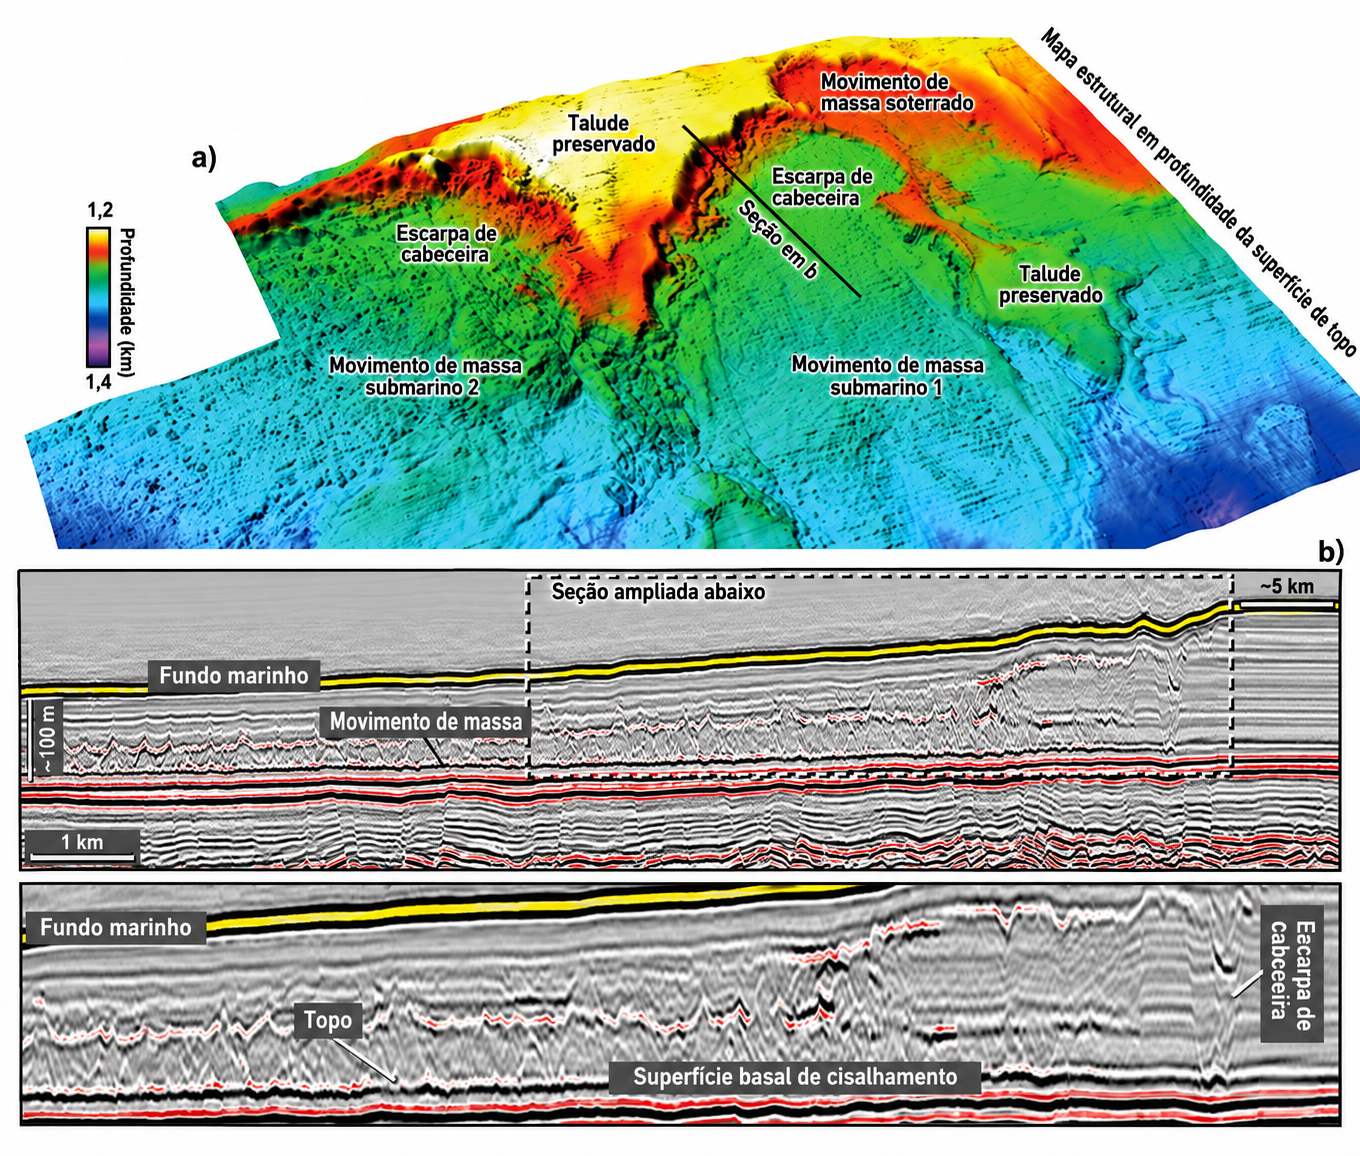 a)
Mapa estrutural em profundidade da superfície de topo
Movimento de
massa soterrado
Talude
preservado
Escarpa de
cabeceira
Seção em b
Escarpa de
cabeceira
Talude
preservado
1,2
Profundidade (km)
1,4
Movimento de massa
submarino 2
Movimento de massa
submarino 1
b)
Seção ampliada abaixo
~5 km
Fundo marinho
Movimento de massa
~100 m
1 km
Fundo marinho
Eacarpa de
cabceeira
Topo
Superfície basal de cisalhamento